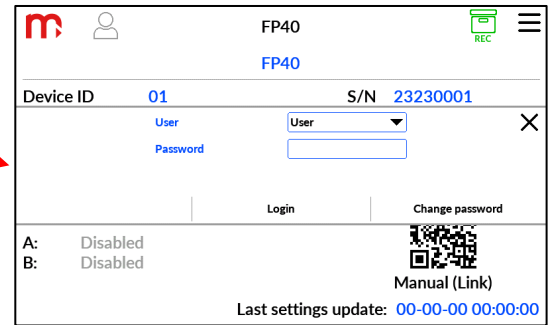 m FP40 REC
FP40
Device ID 01 S/N 23230001
User User
Password
Login Change password
A: Disabled
B: Disabled
Manual (Link)
Last settings update: 00-00-00 00:00:00